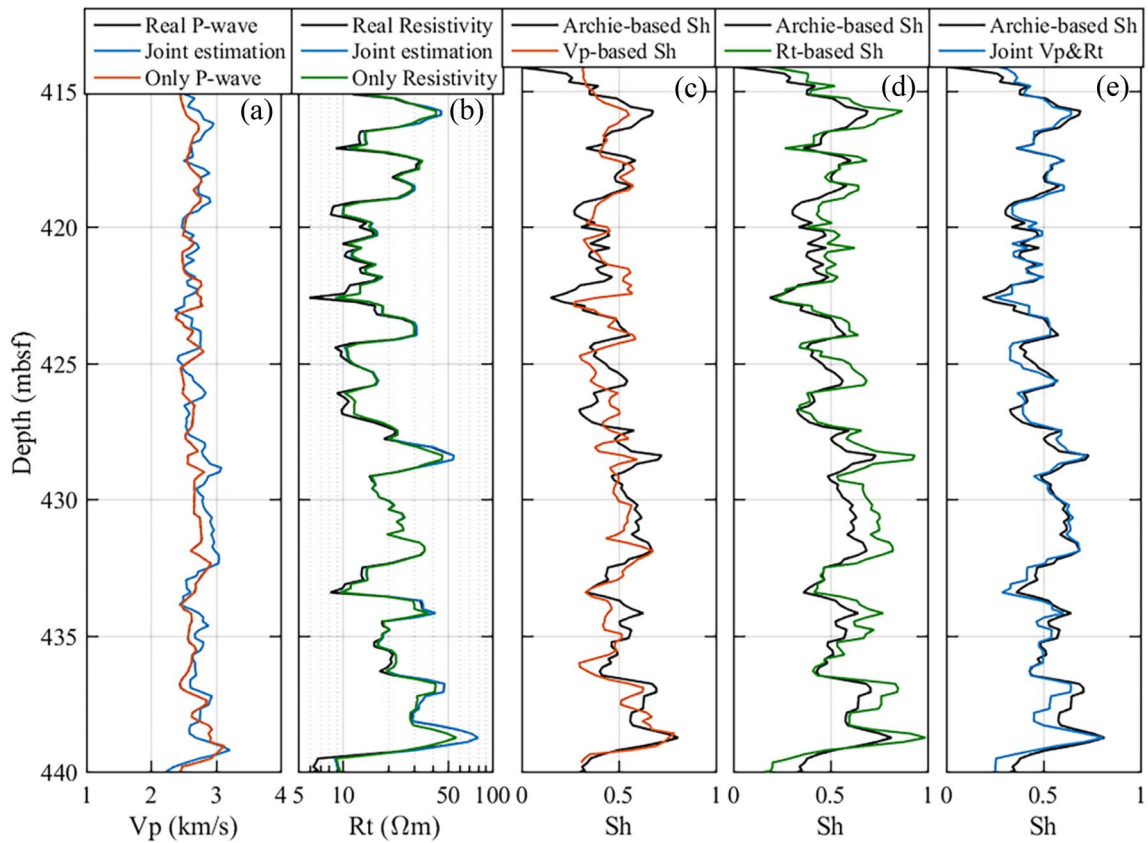 Real P-wave
Joint estimation
Only P-wave
Real Resistivity
Joint estimation
Only Resistivity
Archie-based Sh
Vp-based Sh
Archie-based Sh
Rt-based Sh
Archie-based Sh
Joint Vp&Rt
(a)
(b)
(c)
(d)
(e)
Depth (mbsf)
415
420
425
430
435
440
1 2 3 4
Vp (km/s)
5 10 50 100
Rt (Ωm)
0 0.5 1
Sh
0 0.5 1
Sh
0 0.5 1
Sh